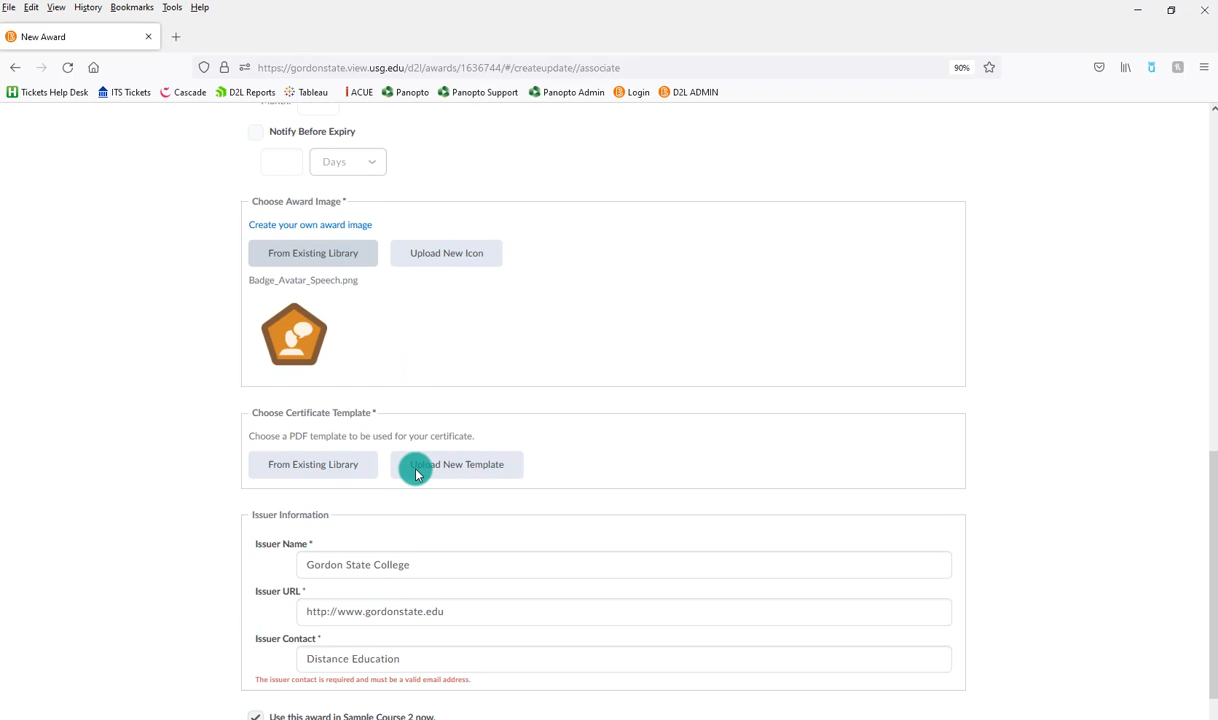 File Edit View History Bookmarks Tools Help
New Award
https://gordonstate.view.usg.edu/d2l/awards/1636744/#/createupdate//associate 90%
Tickets Help Desk ITS Tickets Cascade D2L Reports Tableau ACUE Panopto Panopto Support Panopto Admin Login D2L ADMIN
Notify Before Expiry
Days
Choose Award Image*
Create your own award image
From Existing Library Upload New Icon
Badge_Avatar_Speech.png
Choose Certificate Template*
Choose a PDF template to be used for your certificate.
From Existing Library Upload New Template
Issuer Information
Issuer Name*
Gordon State College
Issuer URL*
http://www.gordonstate.edu
Issuer Contact*
Distance Education
The issuer contact is required and must be a valid email address.
Use this award in Sample Course 2 now.